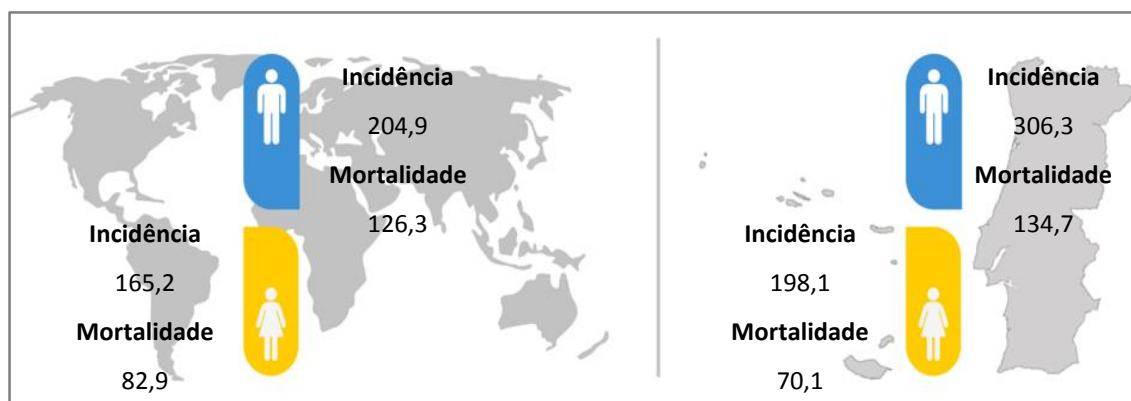 Incidência
204,9
Mortalidade
126,3
Incidência
165,2
Mortalidade
82,9
Incidência
306,3
Mortalidade
134,7
Incidência
198,1
Mortalidade
70,1